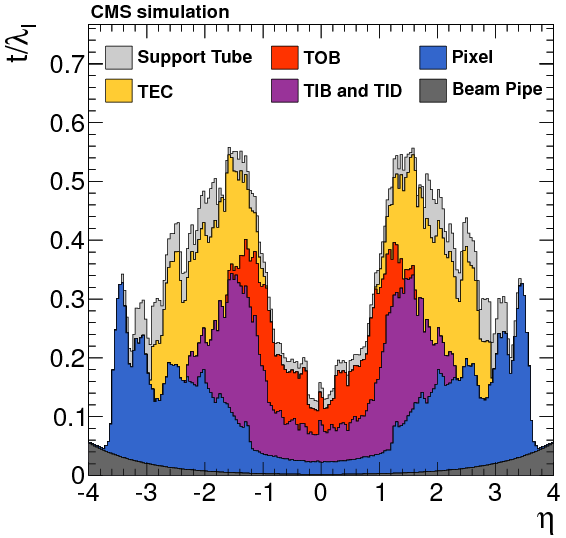 CMS simulation
t/λI
Support Tube
TOB
Pixel
TEC
TIB and TID
Beam Pipe
0.7
0.6
0.5
0.4
0.3
0.2
0.1
0
-4 -3 -2 -1 0 1 2 3 4
η